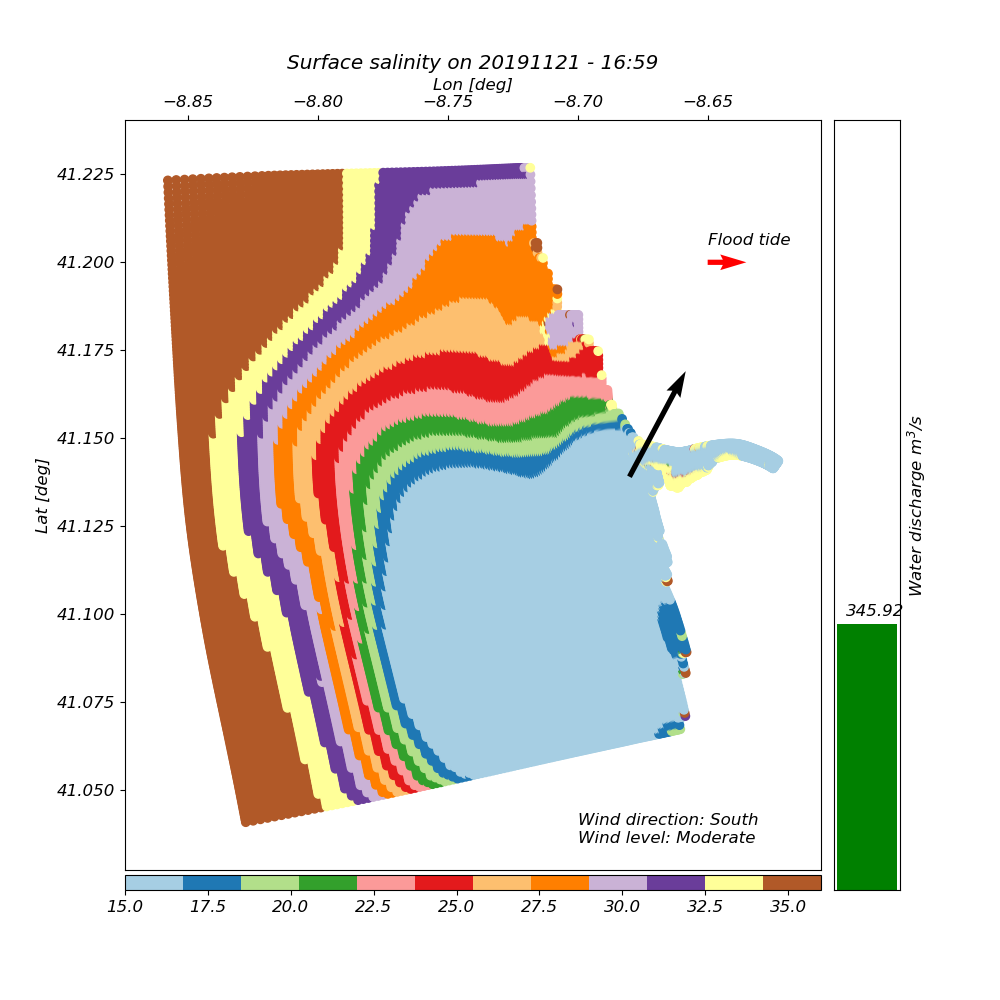 Surface salinity on 20191121 - 16:59
Lon [deg]
−8.85 −8.80 −8.75 −8.70 −8.65
41.225
41.200
41.175
41.150
41.125
41.100
41.075
41.050
Lat [deg]
Flood tide
Wind direction: South
Wind level: Moderate
345.92
Water discharge m³/s
15.0 17.5 20.0 22.5 25.0 27.5 30.0 32.5 35.0